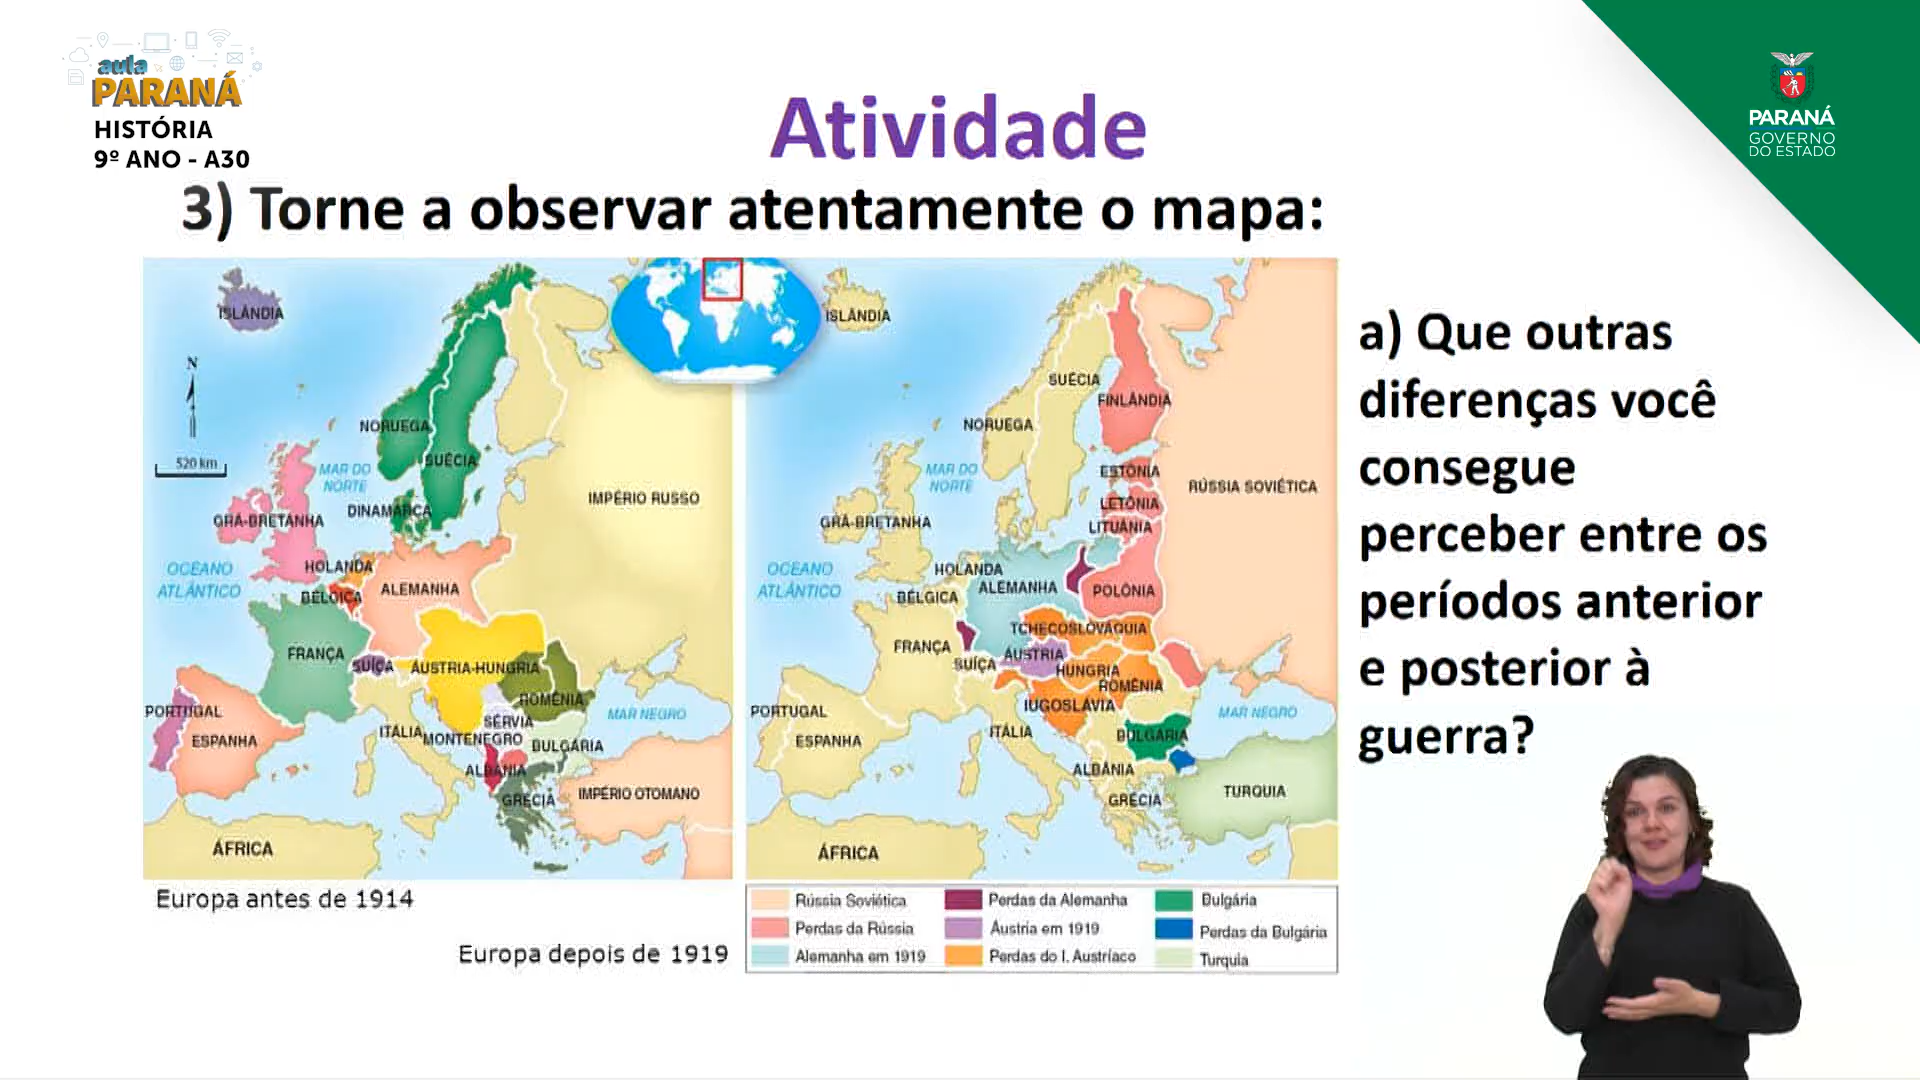 aula
PARANÁ
HISTÓRIA
9º ANO - A30
PARANÁ
GOVERNO
DO ESTADO
Atividade
3) Torne a observar atentamente o mapa:
ISLÂNDIA
N
520 km
NORUEGA
SUÉCIA
MAR DO
NORTE
DINAMARCA
IMPÉRIO RUSSO
GRÃ-BRETANHA
HOLANDA
OCEANO
ATLÂNTICO
BÉLGICA
ALEMANHA
FRANÇA
SUÍÇA
ÁUSTRIA-HUNGRIA
ROMÊNIA
PORTUGAL
ESPANHA
ITÁLIA
SÉRVIA
MONTENEGRO
BULGÁRIA
MAR NEGRO
ALBÂNIA
GRÉCIA
IMPÉRIO OTOMANO
ÁFRICA
Europa antes de 1914
ISLÂNDIA
SUÉCIA
FINLÂNDIA
NORUEGA
MAR DO
NORTE
ESTÔNIA
LETÔNIA
LITUÂNIA
RÚSSIA SOVIÉTICA
GRÃ-BRETANHA
OCEANO
ATLÂNTICO
HOLANDA
ALEMANHA
BÉLGICA
POLÔNIA
TCHECOSLOVÁQUIA
FRANÇA
SUÍÇA
ÁUSTRIA
HUNGRIA
ROMÊNIA
IUGOSLÁVIA
PORTUGAL
ESPANHA
ITÁLIA
BULGÁRIA
MAR NEGRO
ALBÂNIA
GRÉCIA
TURQUIA
ÁFRICA
Europa depois de 1919
Rússia Soviética
Perdas da Rússia
Alemanha em 1919
Perdas da Alemanha
Áustria em 1919
Perdas do I. Austríaco
Bulgária
Perdas da Bulgária
Turquia
a) Que outras
diferenças você
consegue
perceber entre os
períodos anterior
e posterior à
guerra?